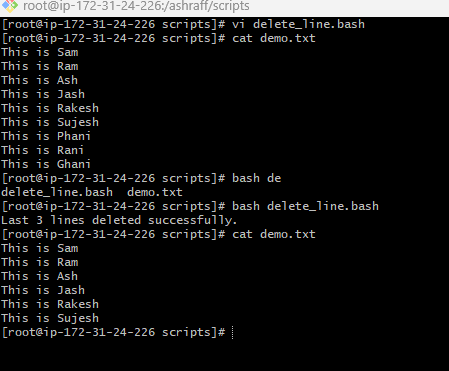 root@ip-172-31-24-226:/ashraff/scripts
[root@ip-172-31-24-226 scripts]# vi delete_line.bash
[root@ip-172-31-24-226 scripts]# cat demo.txt
This is Sam
This is Ram
This is Ash
This is Jash
This is Rakesh
This is Sujesh
This is Phani
This is Rani
This is Ghani
[root@ip-172-31-24-226 scripts]# bash de
delete_line.bash  demo.txt
[root@ip-172-31-24-226 scripts]# bash delete_line.bash
Last 3 lines deleted successfully.
[root@ip-172-31-24-226 scripts]# cat demo.txt
This is Sam
This is Ram
This is Ash
This is Jash
This is Rakesh
This is Sujesh
[root@ip-172-31-24-226 scripts]#